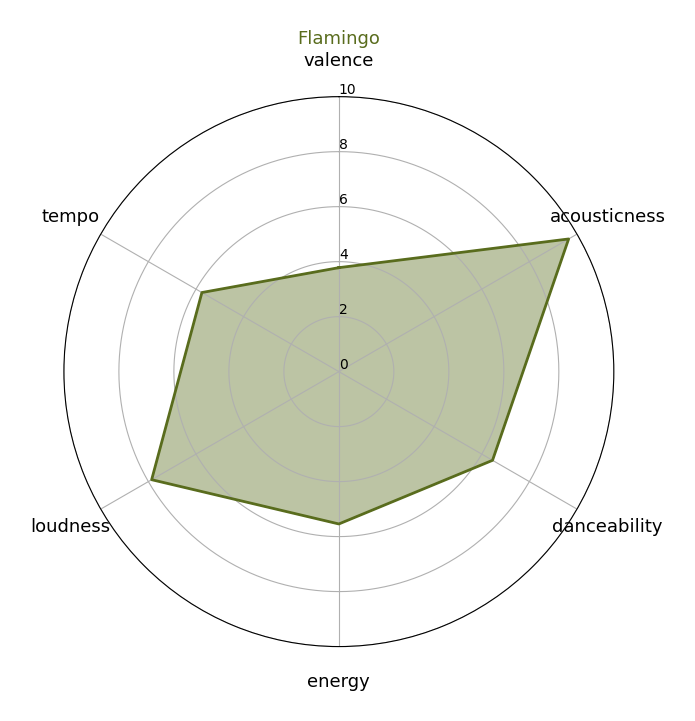 Flamingo
valence
10
8
6
4
2
0
tempo
acousticness
loudness
danceability
energy